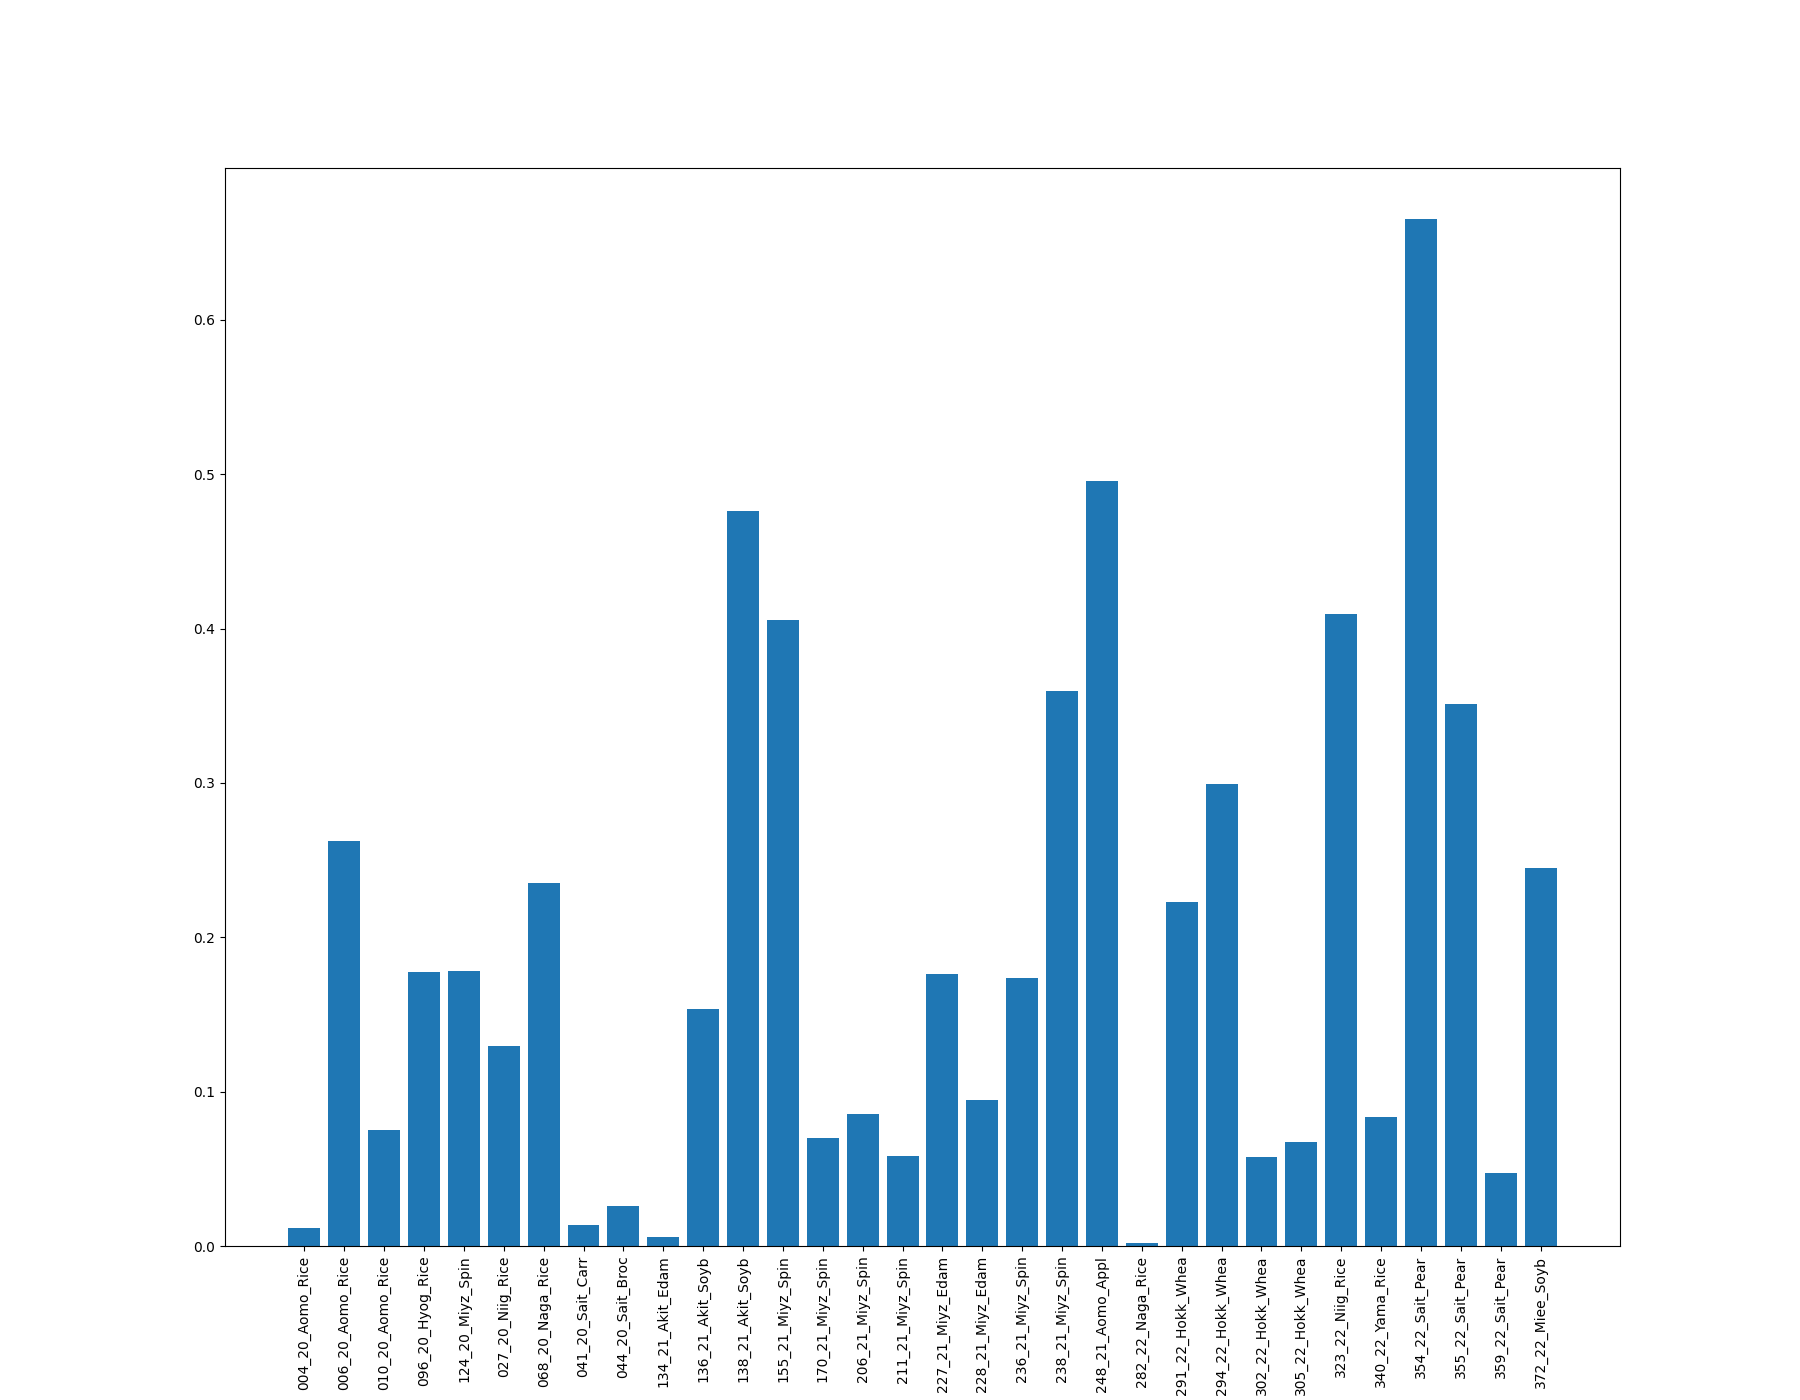 0.6
0.5
0.4
0.3
0.2
0.1
0.0
004_20_Aomo_Rice
006_20_Aomo_Rice
010_20_Aomo_Rice
096_20_Hyog_Rice
124_20_Miyz_Spin
027_20_Niig_Rice
068_20_Naga_Rice
041_20_Sait_Carr
044_20_Sait_Broc
134_21_Akit_Edam
136_21_Akit_Soyb
138_21_Akit_Soyb
155_21_Miyz_Spin
170_21_Miyz_Spin
206_21_Miyz_Spin
211_21_Miyz_Spin
227_21_Miyz_Edam
228_21_Miyz_Edam
236_21_Miyz_Spin
238_21_Miyz_Spin
248_21_Aomo_Appl
282_22_Naga_Rice
291_22_Hokk_Whea
294_22_Hokk_Whea
302_22_Hokk_Whea
305_22_Hokk_Whea
323_22_Niig_Rice
340_22_Yama_Rice
354_22_Sait_Pear
355_22_Sait_Pear
359_22_Sait_Pear
372_22_Miee_Soyb